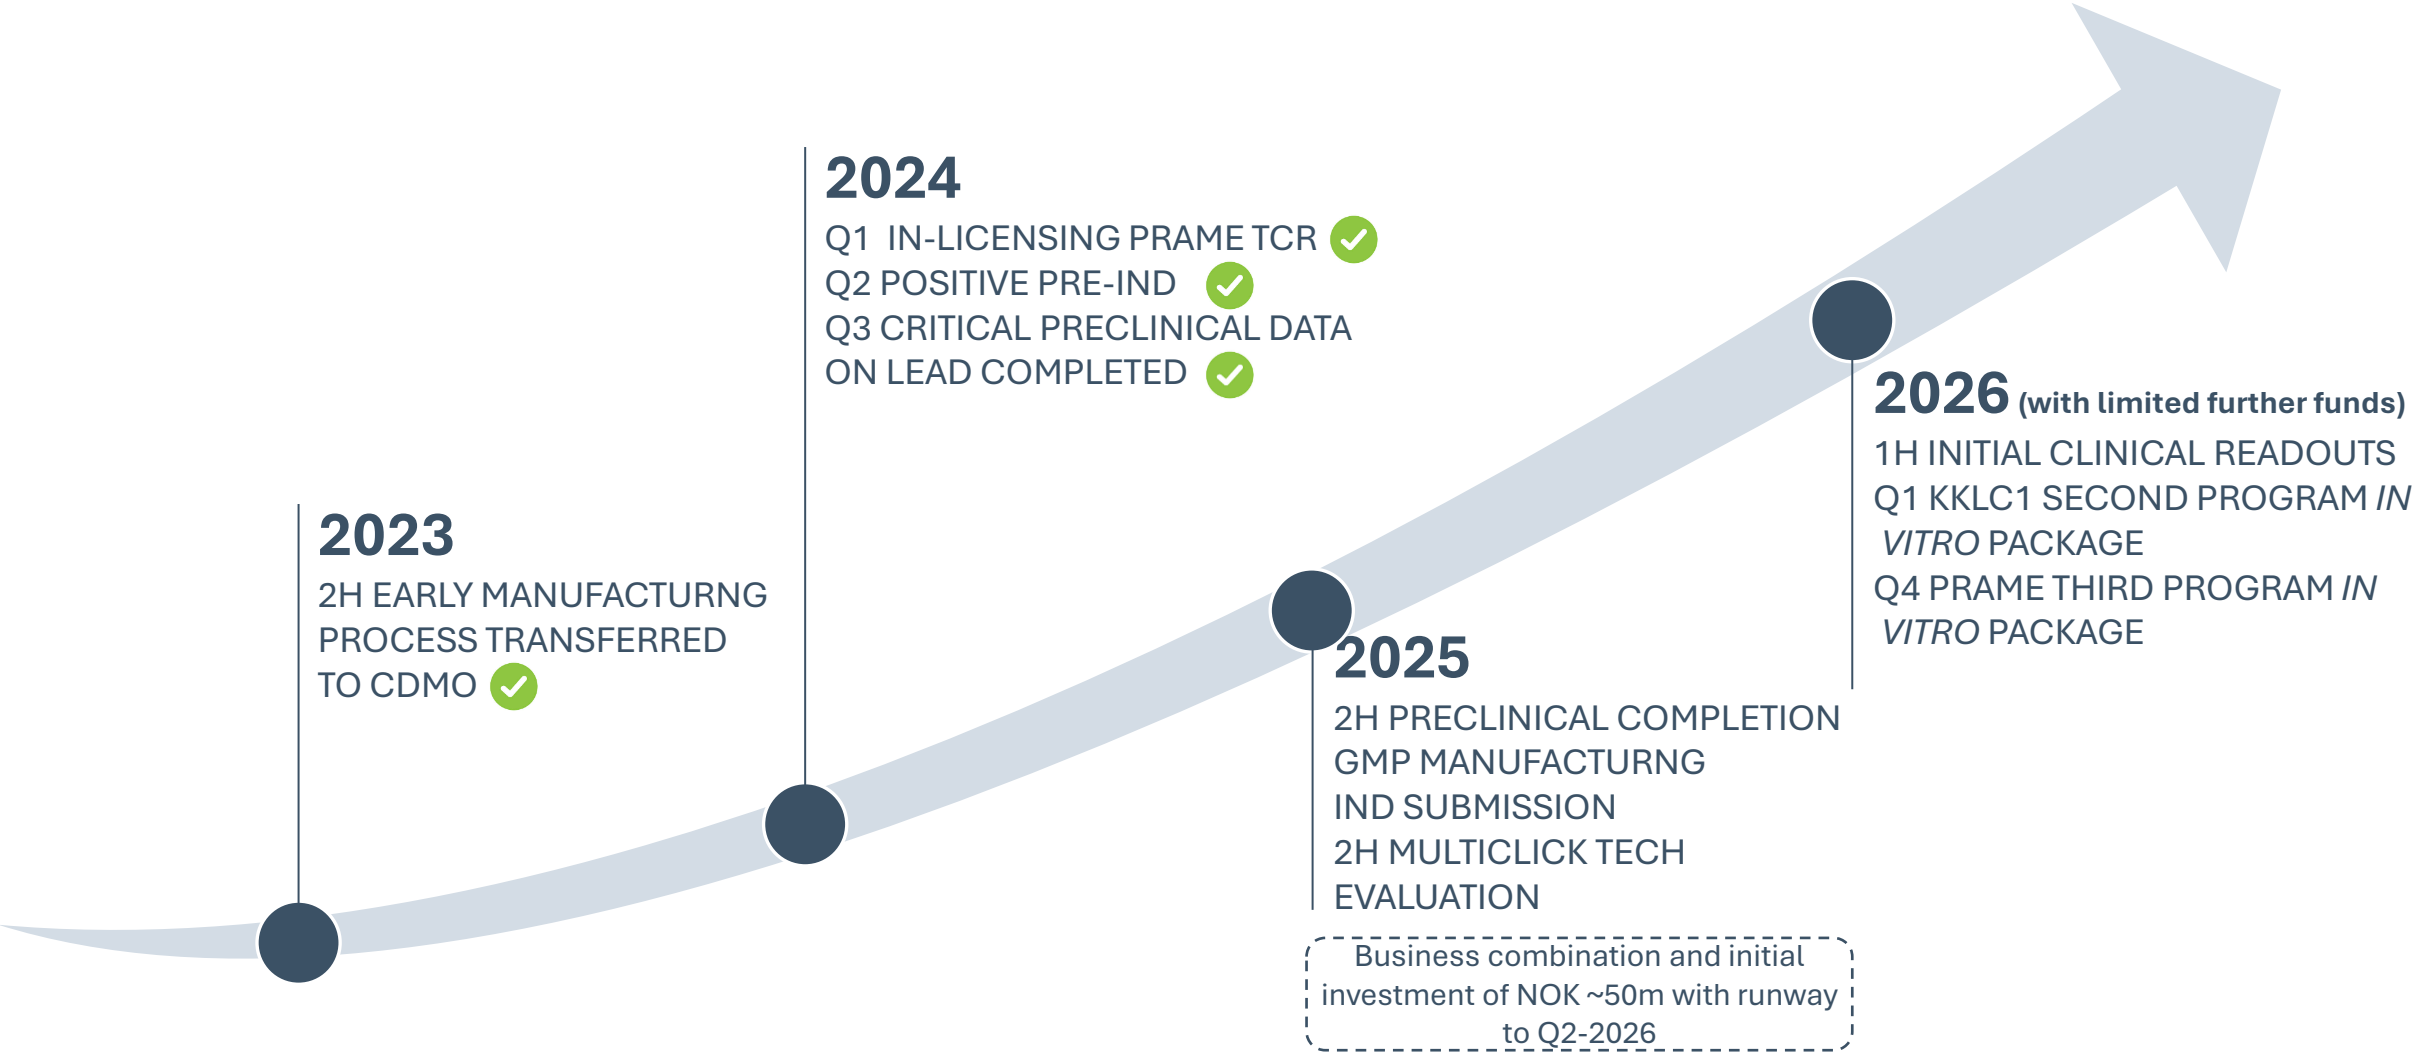 2023
2H EARLY MANUFACTURNG
PROCESS TRANSFERRED
TO CDMO
2024
Q1 IN-LICENSING PRAME TCR
Q2 POSITIVE PRE-IND
Q3 CRITICAL PRECLINICAL DATA
ON LEAD COMPLETED
2025
2H PRECLINICAL COMPLETION
GMP MANUFACTURNG
IND SUBMISSION
2H MULTICLICK TECH
EVALUATION
Business combination and initial
investment of NOK ~50m with runway
to Q2-2026
2026 (with limited further funds)
1H INITIAL CLINICAL READOUTS
Q1 KKLC1 SECOND PROGRAM IN
VITRO PACKAGE
Q4 PRAME THIRD PROGRAM IN
VITRO PACKAGE